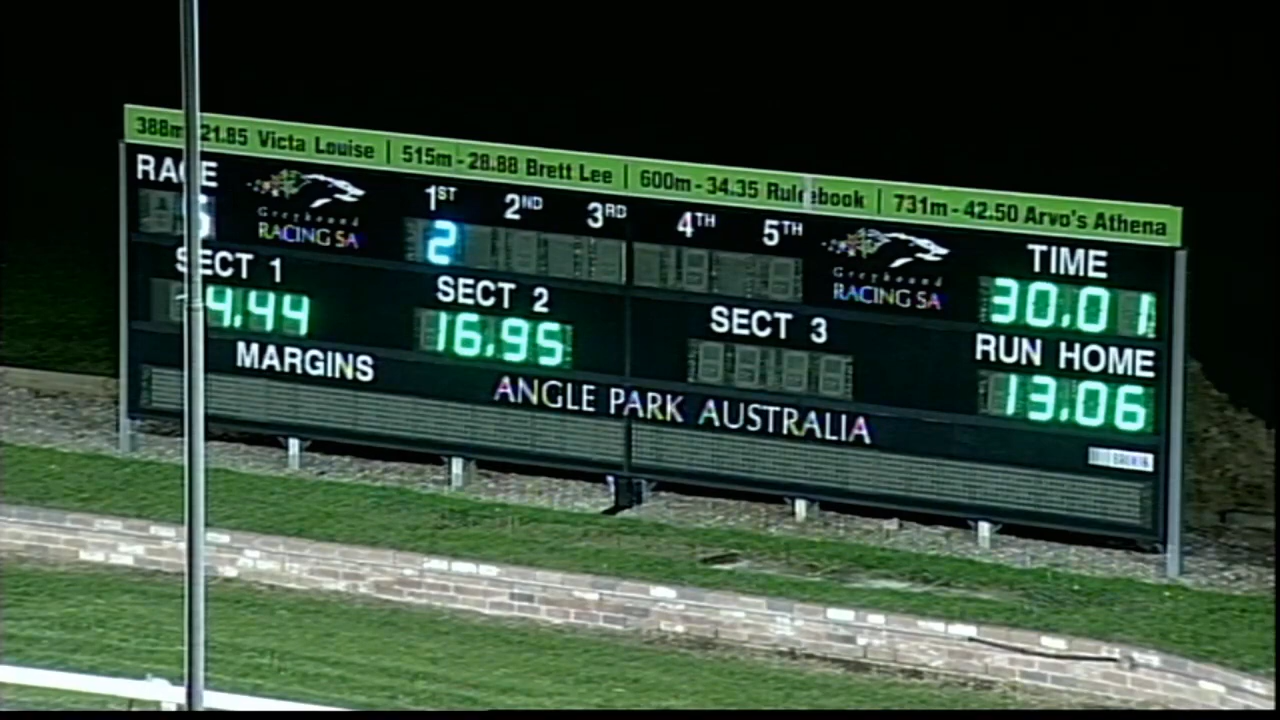 388m 21.85 Victa Louise | 515m - 28.88 Brett Lee | 600m - 34.35 Rulebook | 731m - 42.50 Arvo's Athena
RACE
5
Greyhound
RACING SA
1ST 2ND 3RD 4TH 5TH
2
Greyhound
RACING SA
TIME
30.01
SECT 1
4.44
SECT 2
16.95
SECT 3
RUN HOME
13.06
MARGINS
ANGLE PARK AUSTRALIA